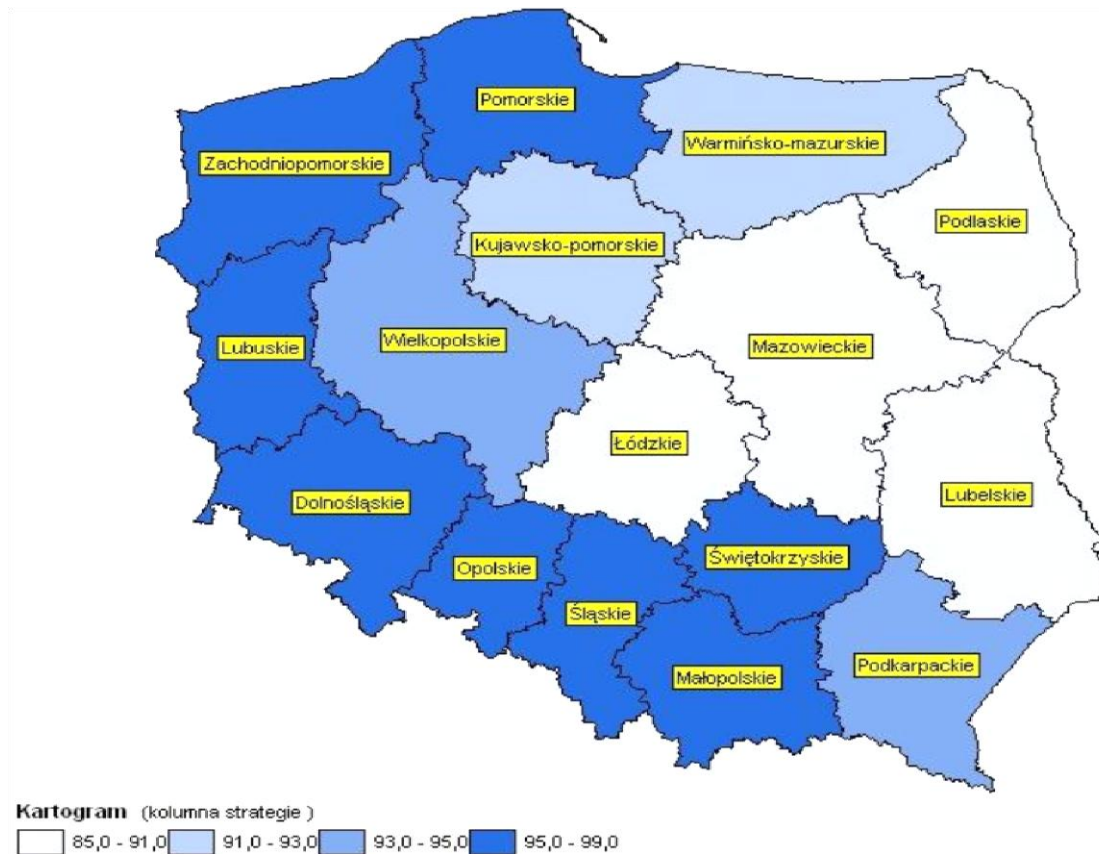 Pomorskie
Warmińsko-mazurskie
Zachodniopomorskie
Podlaskie
Kujawsko-pomorskie
Wielkopolskie
Mazowieckie
Lubuskie
Łódzkie
Lubelskie
Dolnośląskie
Świętokrzyskie
Opolskie
Śląskie
Podkarpackie
Małopolskie
Kartogram (kolumna strategie )
85,0 - 91,0 91,0 - 93,0 93,0 - 95,0 95,0 - 99,0